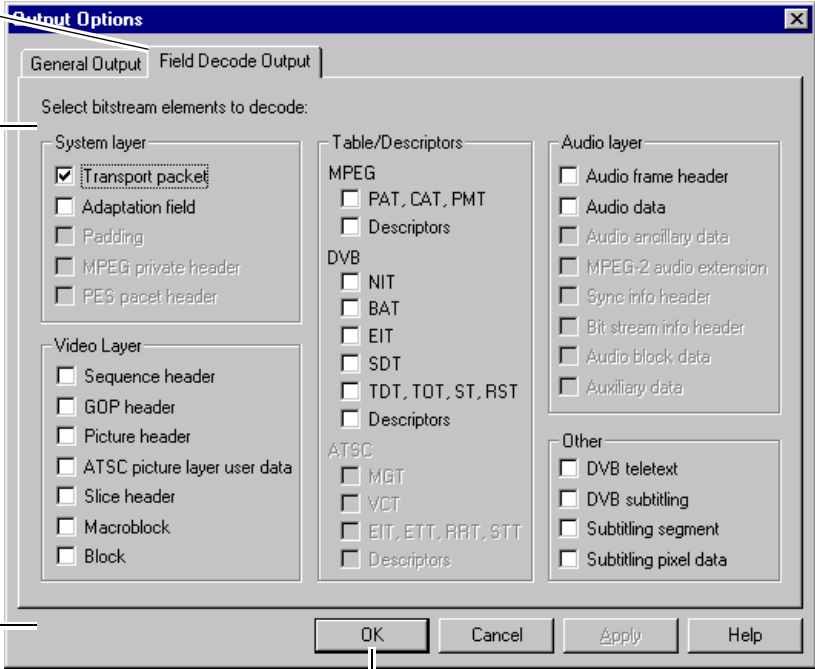 Output Options
General Output
Field Decode Output
Select bitstream elements to decode:
System layer
Transport packet
Adaptation field
Padding
MPEG private header
PES pacet header
Video Layer
Sequence header
GOP header
Picture header
ATSC picture layer user data
Slice header
Macroblock
Block
Table/Descriptors
MPEG
PAT, CAT, PMT
Descriptors
DVB
NIT
BAT
EIT
SDT
TDT, TOT, ST, RST
Descriptors
ATSC
MGT
VCT
EIT, ETT, RRT, STT
Descriptors
Audio layer
Audio frame header
Audio data
Audio ancillary data
MPEG-2 audio extension
Sync info header
Bit stream info header
Audio block data
Auxiliary data
Other
DVB teletext
DVB subtitling
Subtitling segment
Subtitling pixel data
OK
Cancel
Apply
Help